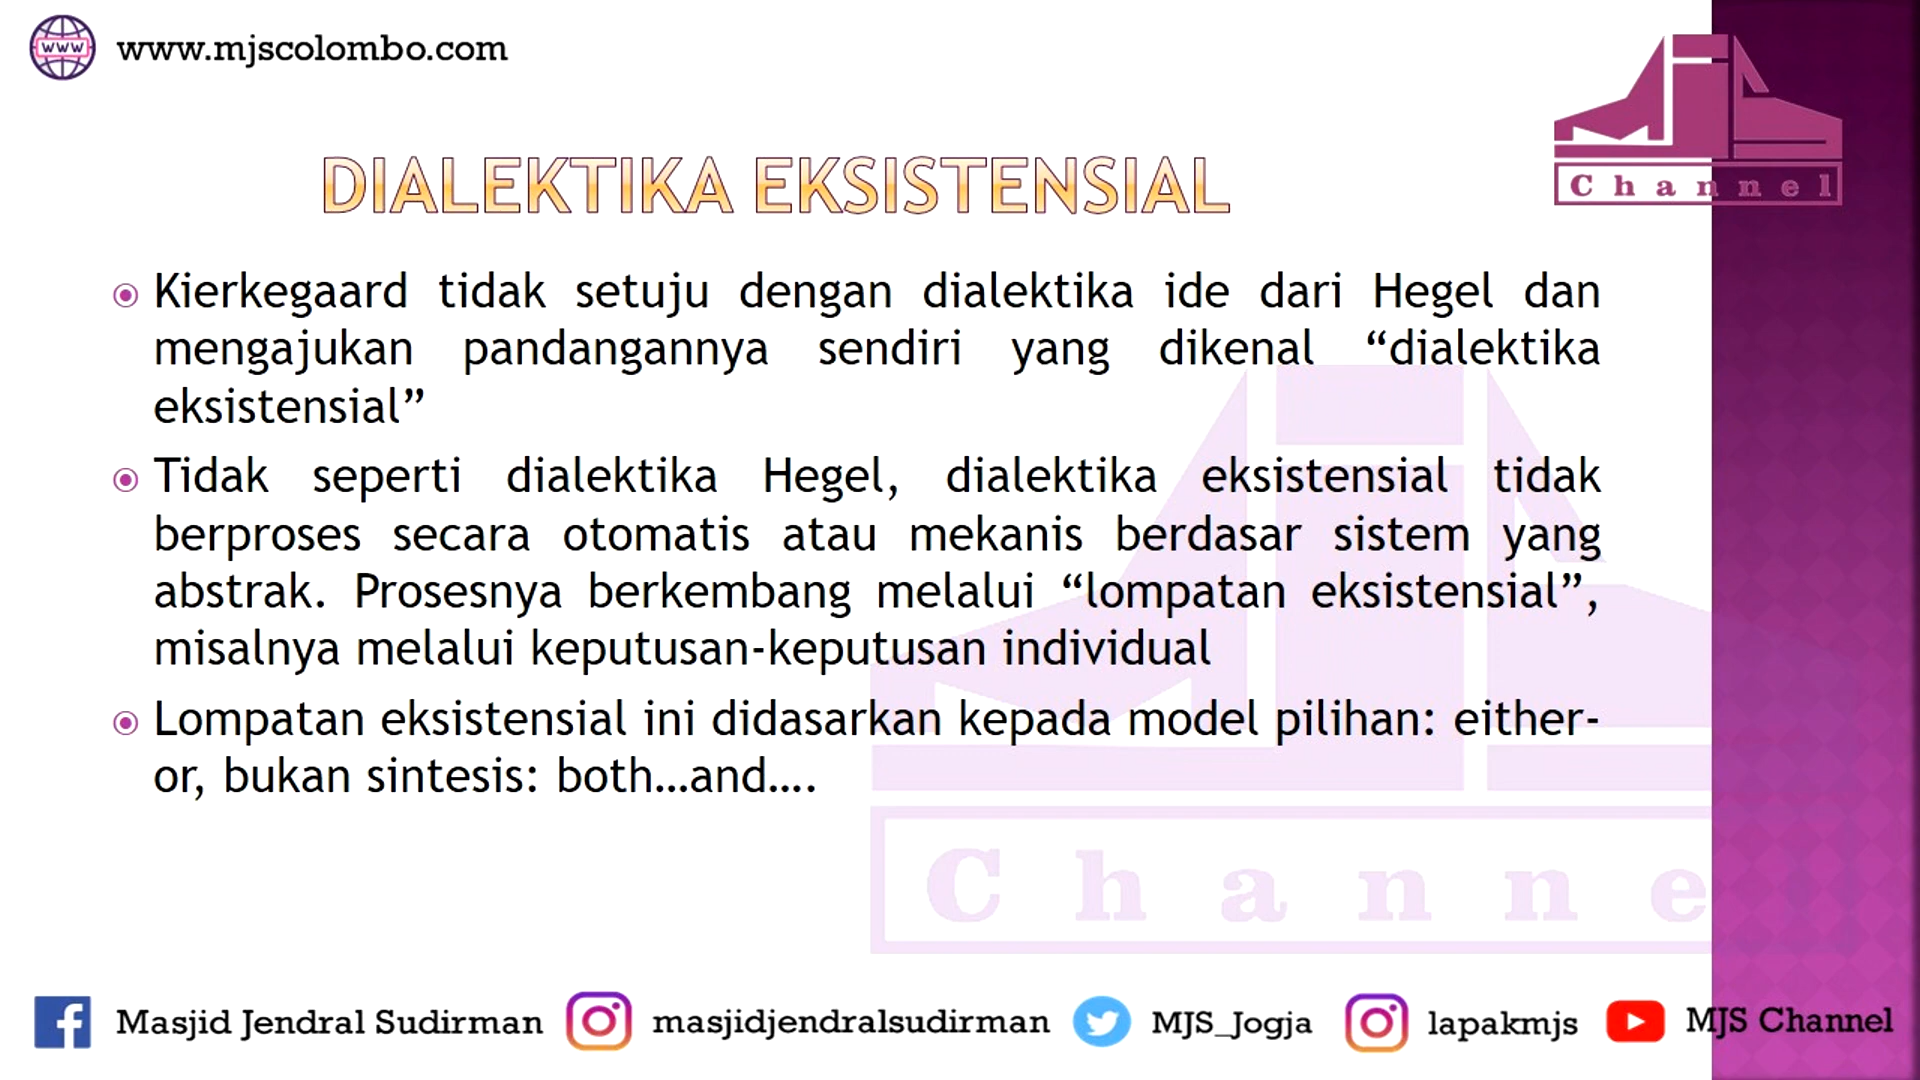 www.mjscolombo.com
WWW
MJS
Channel
DIALEKTIKA EKSISTENSIAL
Kierkegaard tidak setuju dengan dialektika ide dari Hegel dan
mengajukan pandangannya sendiri yang dikenal “dialektika
eksistensial”
Tidak seperti dialektika Hegel, dialektika eksistensial tidak
berproses secara otomatis atau mekanis berdasar sistem yang
abstrak. Prosesnya berkembang melalui “lompatan eksistensial”,
misalnya melalui keputusan-keputusan individual
Lompatan eksistensial ini didasarkan kepada model pilihan: either-
or, bukan sintesis: both…and….
Channel
Masjid Jendral Sudirman masjidjendralsudirman MJS_Jogja lapakmjs MJS Channel